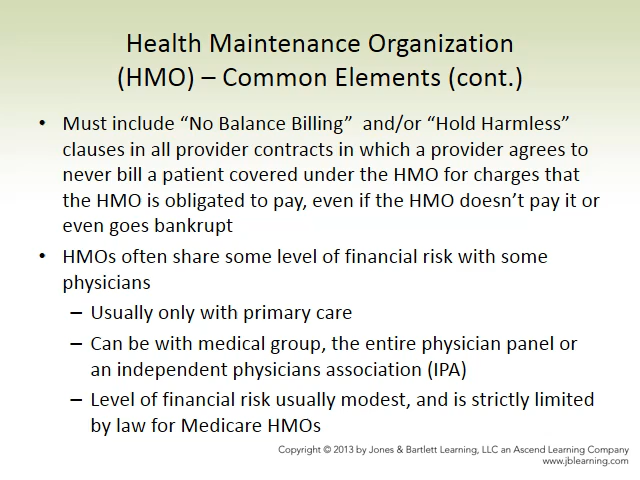 Health Maintenance Organization
(HMO) – Common Elements (cont.)
• Must include “No Balance Billing”  and/or “Hold Harmless”
clauses in all provider contracts in which a provider agrees to
never bill a patient covered under the HMO for charges that
the HMO is obligated to pay, even if the HMO doesn’t pay it or
even goes bankrupt
• HMOs often share some level of financial risk with some
physicians
– Usually only with primary care
– Can be with medical group, the entire physician panel or
an independent physicians association (IPA)
– Level of financial risk usually modest, and is strictly limited
by law for Medicare HMOs
Copyright © 2013 by Jones & Bartlett Learning, LLC an Ascend Learning Company
www.jblearning.com